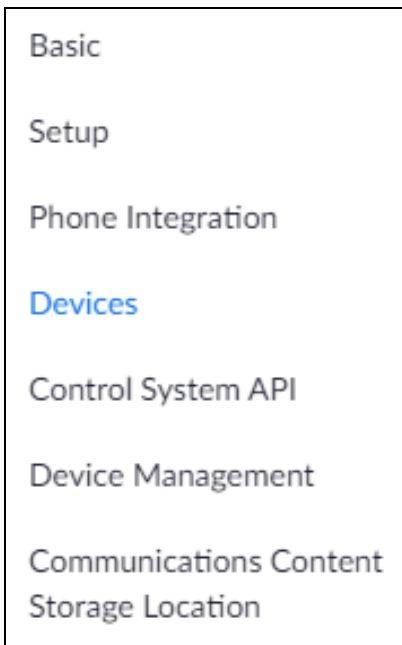 Basic
Setup
Phone Integration
Devices
Control System API
Device Management
Communications Content
Storage Location